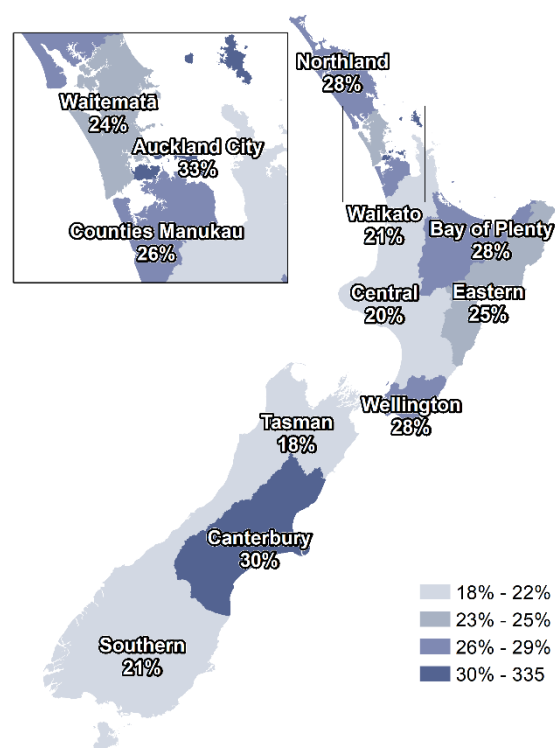 Northland
28%
Waitematā
24%
Auckland City
33%
Counties Manukau
26%
Waikato
21%
Bay of Plenty
28%
Central
20%
Eastern
25%
Wellington
28%
Tasman
18%
Canterbury
30%
Southern
21%
18% - 22%
23% - 25%
26% - 29%
30% - 335